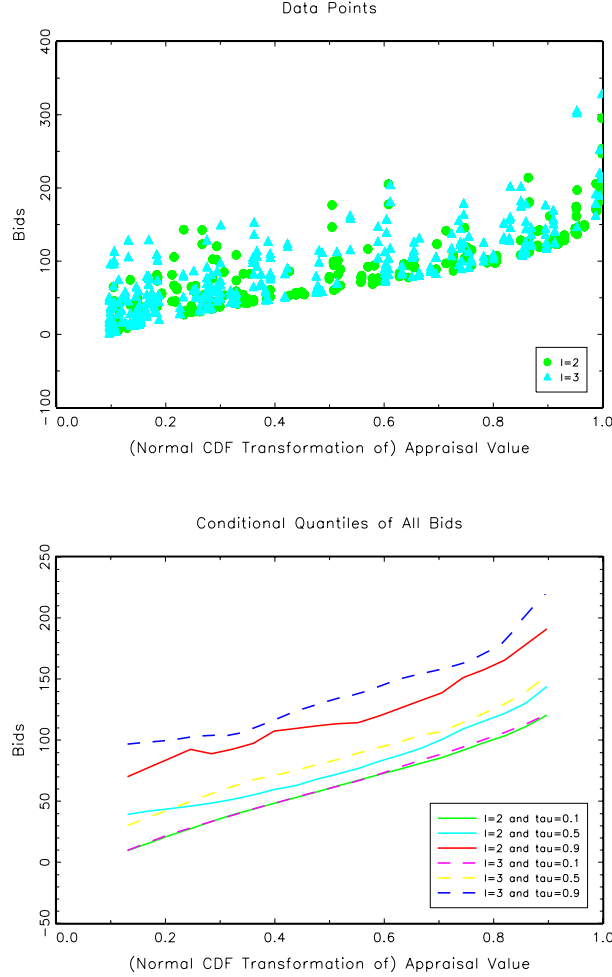 Data Points
400
300
200
100
0
-100
Bids
0.0 0.2 0.4 0.6 0.8 1.0
(Normal CDF Transformation of) Appraisal Value
I=2
I=3
Conditional Quantiles of All Bids
250
200
150
100
50
0
-50
Bids
0.0 0.2 0.4 0.6 0.8 1.0
(Normal CDF Transformation of) Appraisal Value
I=2 and tau=0.1
I=2 and tau=0.5
I=2 and tau=0.9
I=3 and tau=0.1
I=3 and tau=0.5
I=3 and tau=0.9